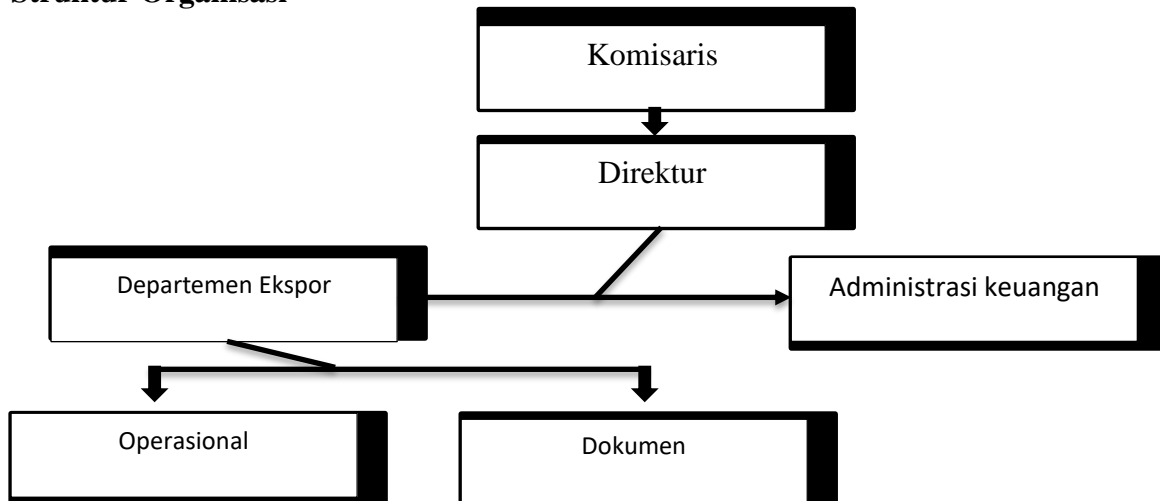 Struktur Organisasi
Komisaris
Direktur
Departemen Ekspor
Administrasi keuangan
Operasional
Dokumen